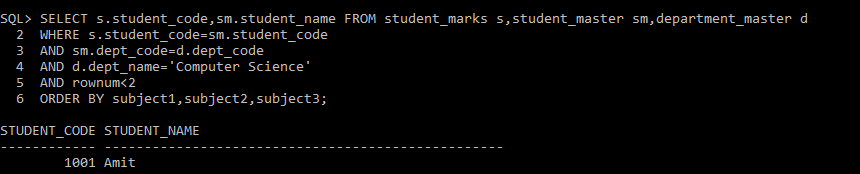 SQL> SELECT s.student_code,sm.student_name FROM student_marks s,student_master sm,department_master d
  2  WHERE s.student_code=sm.student_code
  3  AND sm.dept_code=d.dept_code
  4  AND d.dept_name='Computer Science'
  5  AND rownum<2
  6  ORDER BY subject1,subject2,subject3;
STUDENT_CODE STUDENT_NAME
------------ --------------------------------------------------
        1001 Amit